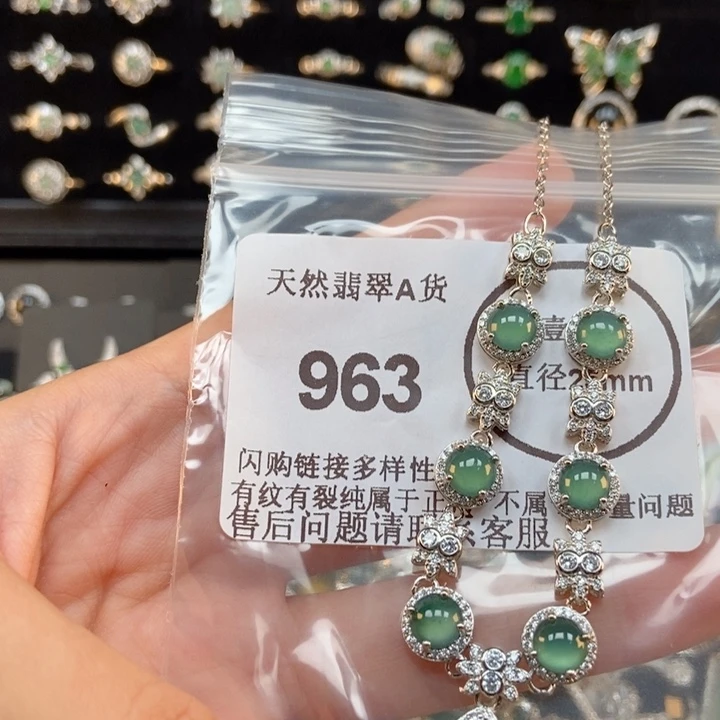 天然翡翠A货
963
壹
直径2 mm
闪购链接多样性
有纹有裂纯属于正 不属 量问题
售后问题请联系客服